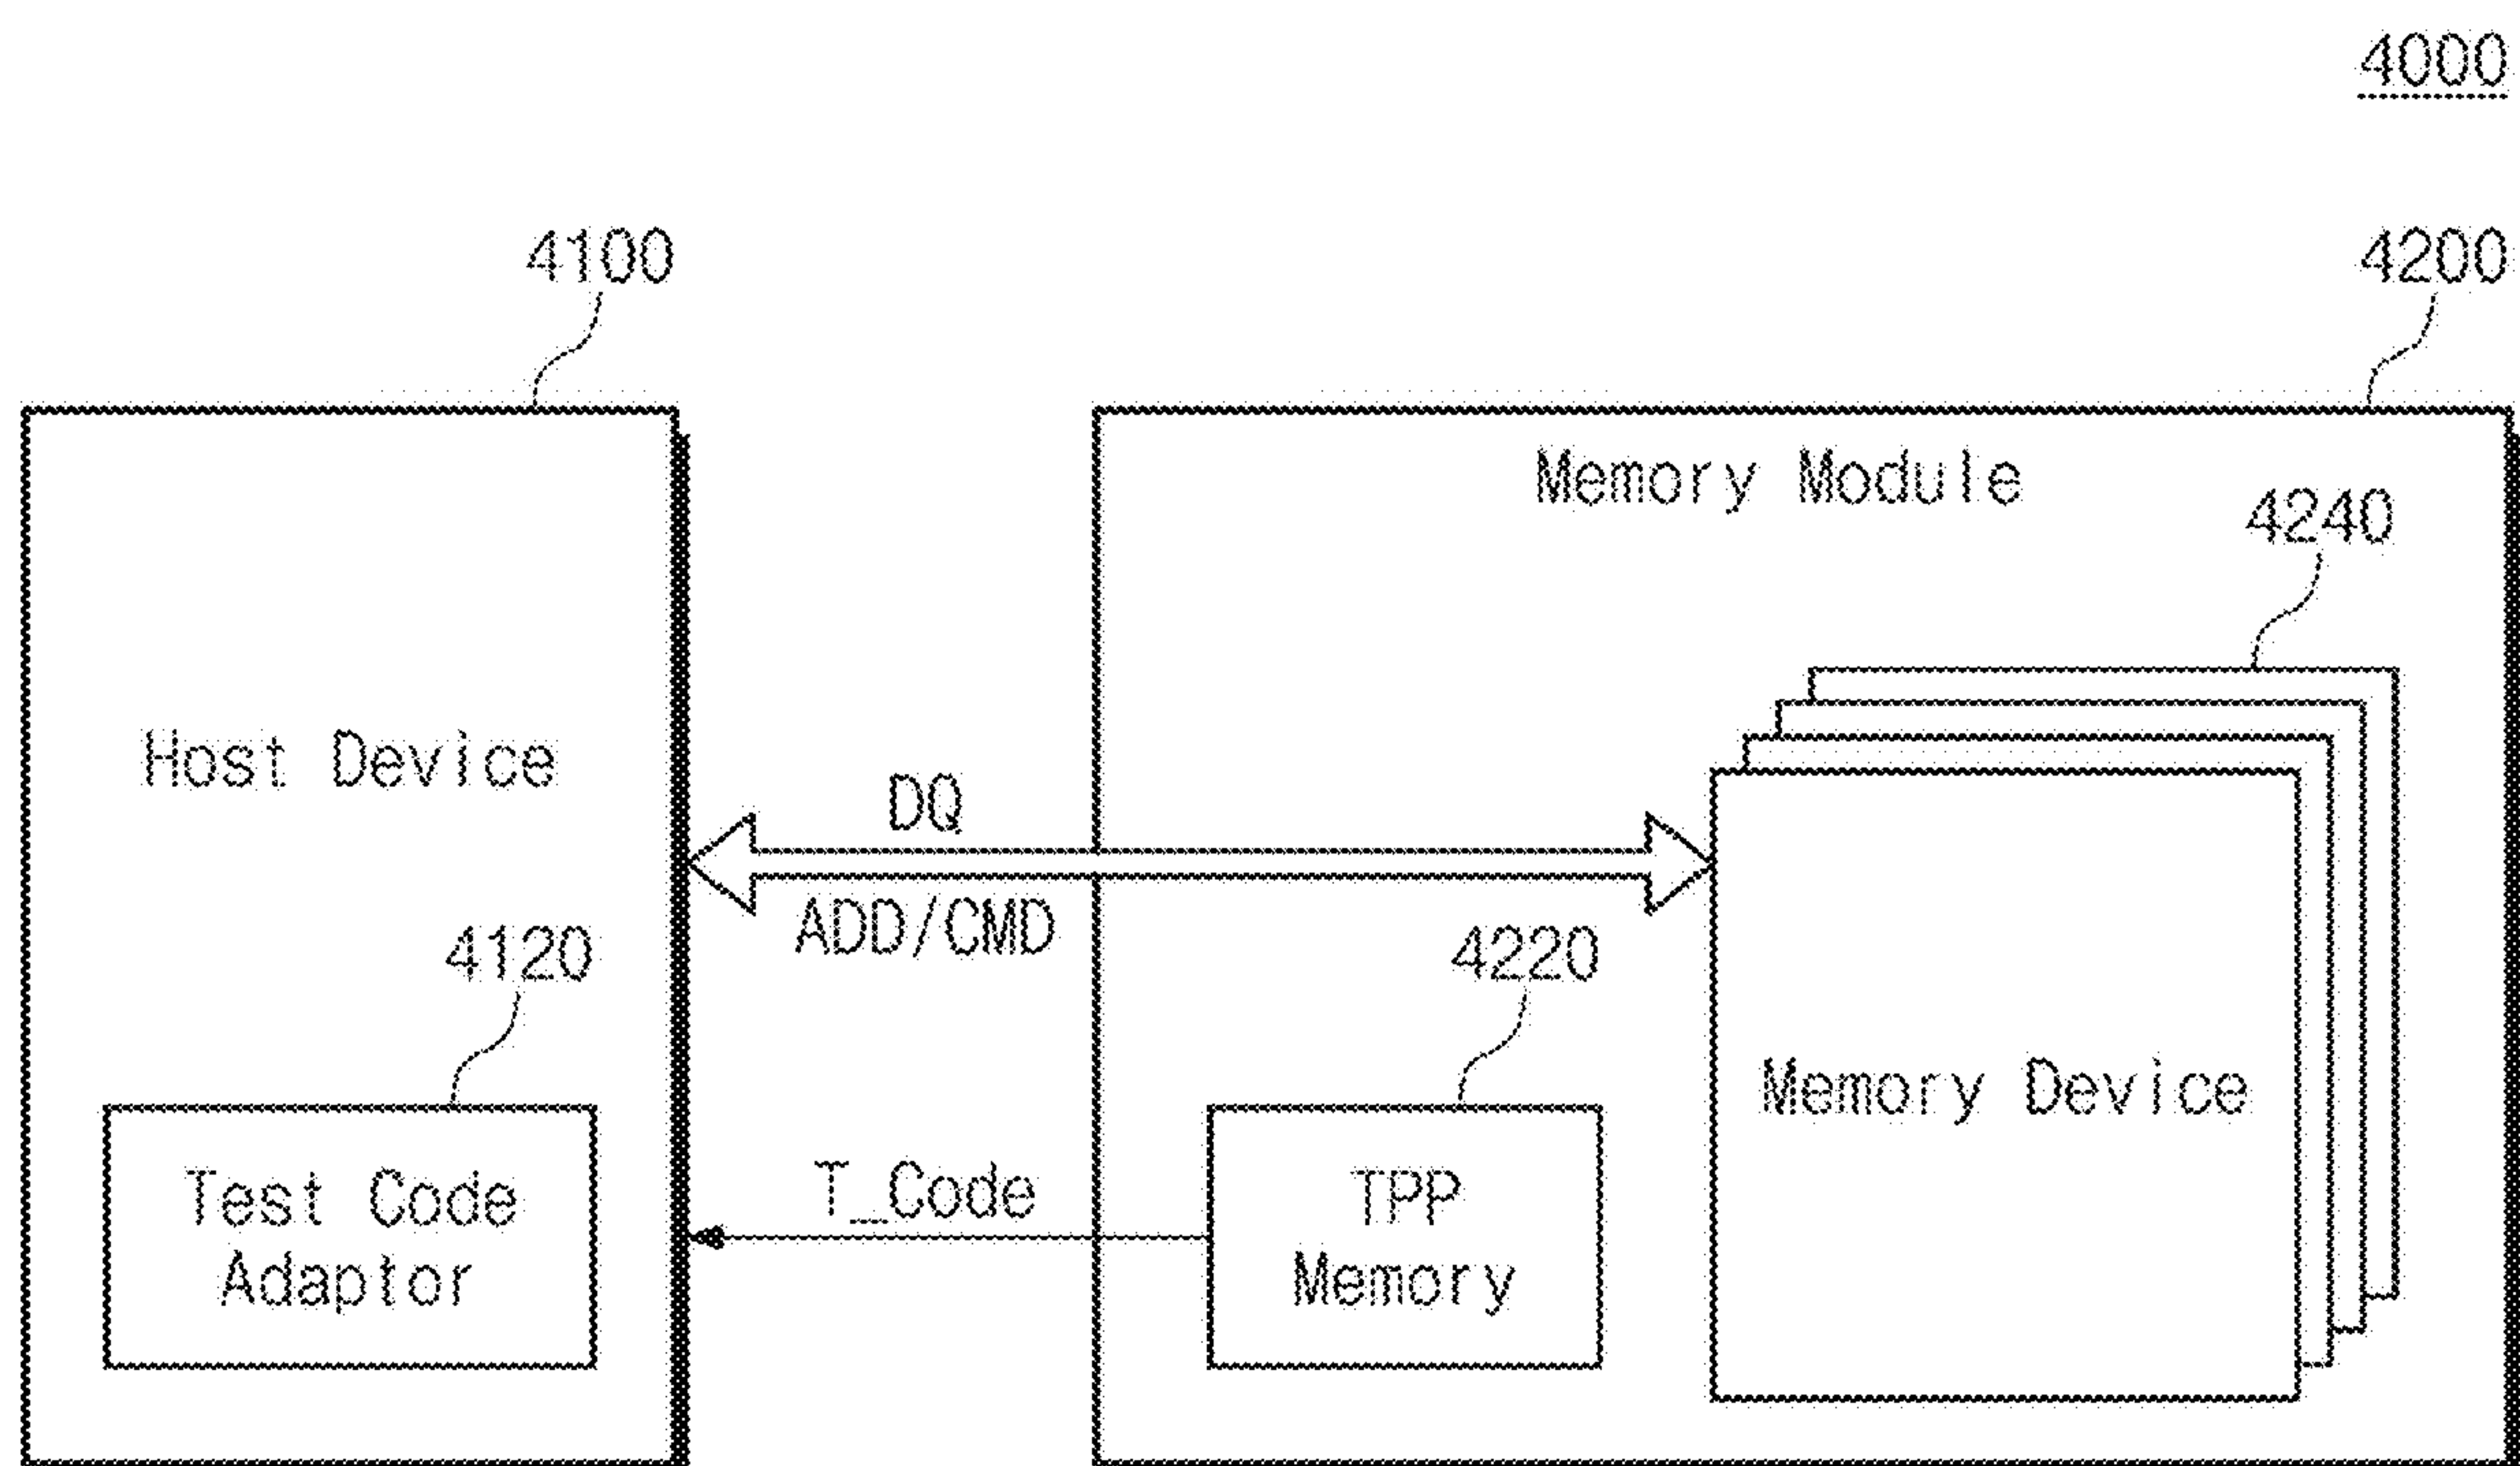 4000
4100
4200
Memory Module
4240
Host Device
DQ
ADD/CMD
4120
4220
Memory Device
Test Code
Adaptor
T_Code
TPP
Memory